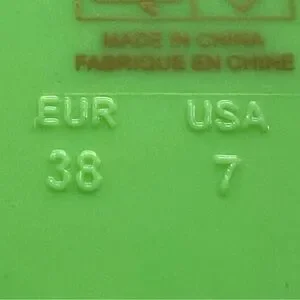 MADE IN CHINA
FABRIQUE EN CHINE
EUR USA
38 7